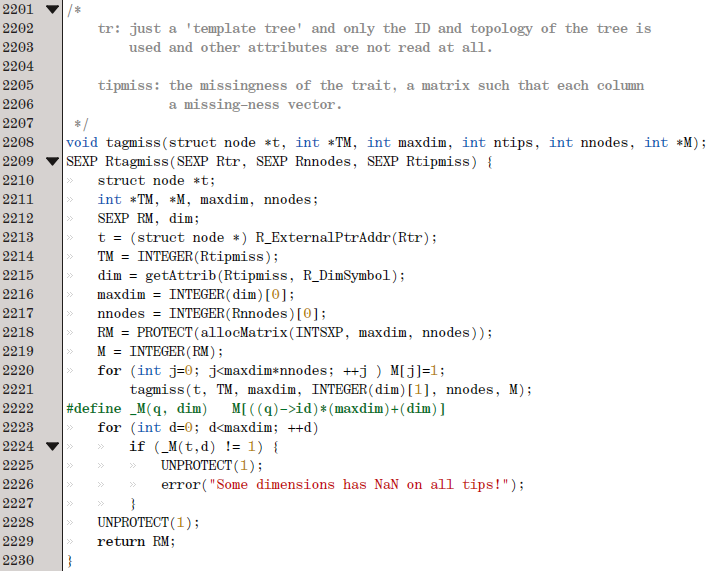 2201 /*
2202     tr: just a 'template tree' and only the ID and topology of the tree is
2203         used and other attributes are not read at all.
2204
2205     tipmiss: the missingness of the trait, a matrix such that each column
2206              a missing-ness vector.
2207  */
2208 void tagmiss(struct node *t, int *TM, int maxdim, int ntips, int nnodes, int *M);
2209 SEXP Rtagmiss(SEXP Rtr, SEXP Rnnodes, SEXP Rtipmiss) {
2210 »   struct node *t;
2211 »   int *TM, *M, maxdim, nnodes;
2212 »   SEXP RM, dim;
2213 »   t = (struct node *) R_ExternalPtrAddr(Rtr);
2214 »   TM = INTEGER(Rtipmiss);
2215 »   dim = getAttrib(Rtipmiss, R_DimSymbol);
2216 »   maxdim = INTEGER(dim)[0];
2217 »   nnodes = INTEGER(Rnnodes)[0];
2218 »   RM = PROTECT(allocMatrix(INTSXP, maxdim, nnodes));
2219 »   M = INTEGER(RM);
2220 »   for (int j=0; j<maxdim*nnodes; ++j ) M[j]=1;
2221         tagmiss(t, TM, maxdim, INTEGER(dim)[1], nnodes, M);
2222 #define _M(q, dim)   M[((q)->id)*(maxdim)+(dim)]
2223 »   for (int d=0; d<maxdim; ++d)
2224 »   »   if (_M(t,d) != 1) {
2225 »   »   »   UNPROTECT(1);
2226 »   »   »   error("Some dimensions has NaN on all tips!");
2227 »   »   }
2228 »   UNPROTECT(1);
2229 »   return RM;
2230 }